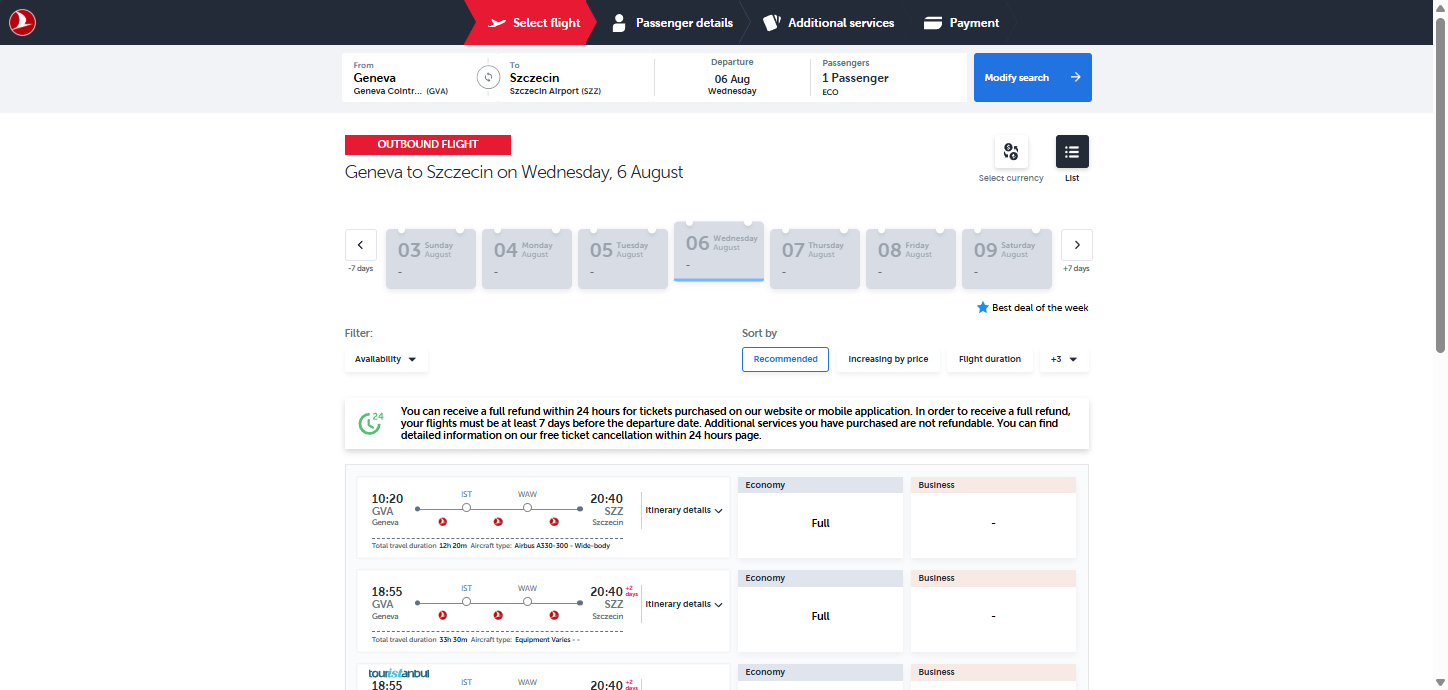 Select flight
Passenger details
Additional services
Payment
From
Geneva
Geneva Cointr... (GVA)
To
Szczecin
Szczecin Airport (SZZ)
Departure
06 Aug
Wednesday
Passengers
1 Passenger
ECO
Modify search
OUTBOUND FLIGHT
Geneva to Szczecin on Wednesday, 6 August
Select currency
List
-7 days
03 Sunday August
-
04 Monday August
-
05 Tuesday August
-
06 Wednesday August
-
07 Thursday August
-
08 Friday August
-
09 Saturday August
-
+7 days
Best deal of the week
Filter:
Availability
Sort by
Recommended
Increasing by price
Flight duration
+3
24
You can receive a full refund within 24 hours for tickets purchased on our website or mobile application. In order to receive a full refund,
your flights must be at least 7 days before the departure date. Additional services you have purchased are not refundable. You can find
detailed information on our free ticket cancellation within 24 hours page.
10:20
GVA
Geneva
IST
WAW
20:40
SZZ
Szczecin
Itinerary details
Total travel duration 12h 20m Aircraft type: Airbus A330-300 - Wide-body
Economy
Full
Business
-
18:55
GVA
Geneva
IST
WAW
20:40 +2 days
SZZ
Szczecin
Itinerary details
Total travel duration 33h 30m Aircraft type: Equipment Varies - -
Economy
Full
Business
-
touristanbul
18:55
IST
WAW
20:40 +2 days
Economy
Business